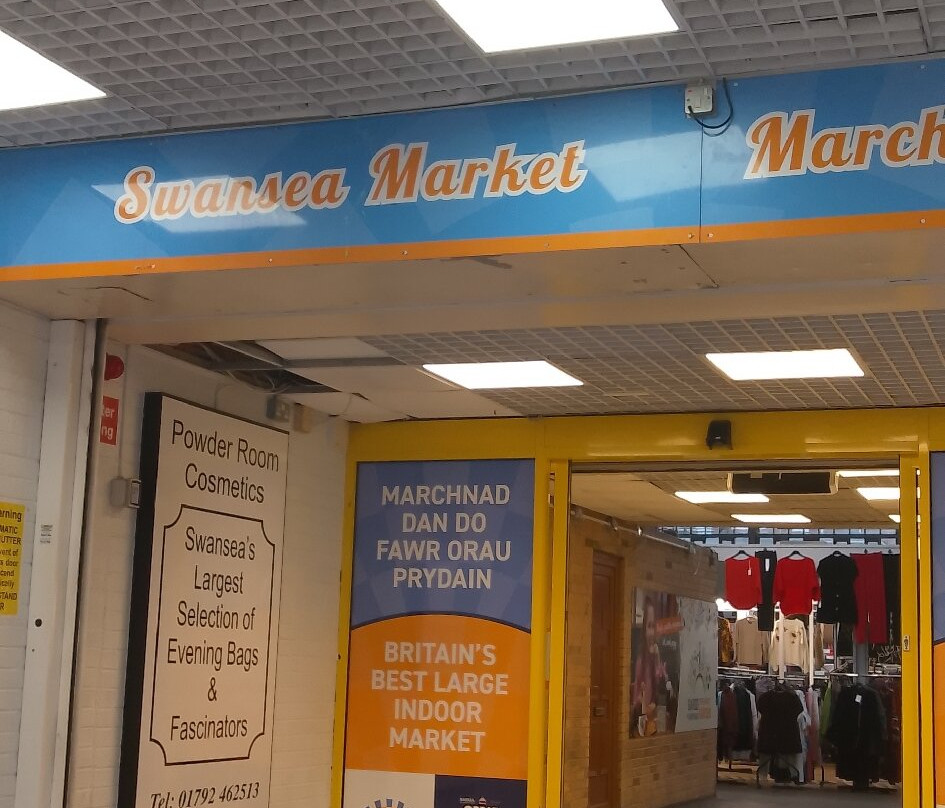 Swansea Market
March
Powder Room
Cosmetics
Swansea's
Largest
Selection of
Evening Bags
&
Fascinators
Tel: 01792 462513
MARCHNAD
DAN DO
FAWR ORAU
PRYDAIN
BRITAIN'S
BEST LARGE
INDOOR
MARKET